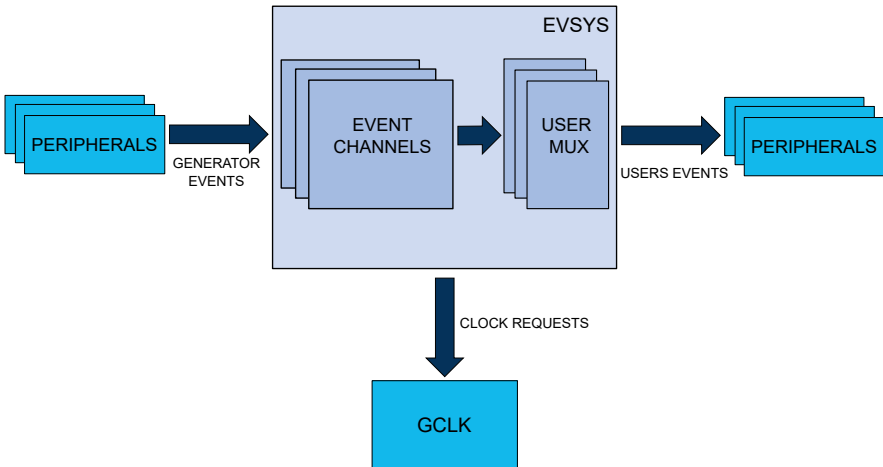 EVSYS
PERIPHERALS
GENERATOR
EVENTS
EVENT
CHANNELS
USER
MUX
USERS EVENTS
PERIPHERALS
CLOCK REQUESTS
GCLK